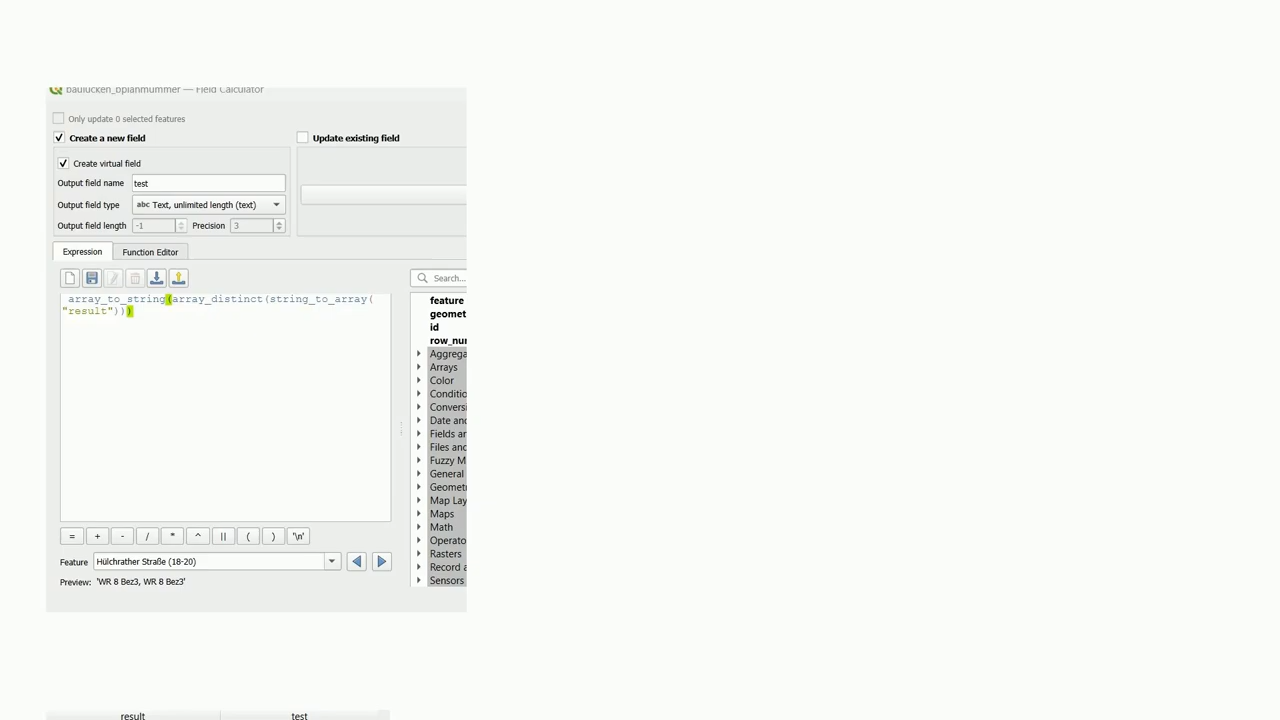 baulucken_bplanmummer — Field Calculator
Only update 0 selected features
Create a new field
Update existing field
Create virtual field
Output field name test
Output field type abc Text, unlimited length (text)
Output field length -1 Precision 3
Expression Function Editor
Search...
array_to_string(array_distinct(string_to_array(
"result")))
feature
geomet
id
row_num
Aggrega
Arrays
Color
Conditio
Conversi
Date and
Fields ar
Files and
Fuzzy M
General
Geometr
Map Lay
Maps
Math
Operato
Rasters
Record a
Sensors
= + - / * ^ || ( ) '\n'
Feature Hülchrather Straße (18-20)
Preview: 'WR 8 Bez3, WR 8 Bez3'
result test